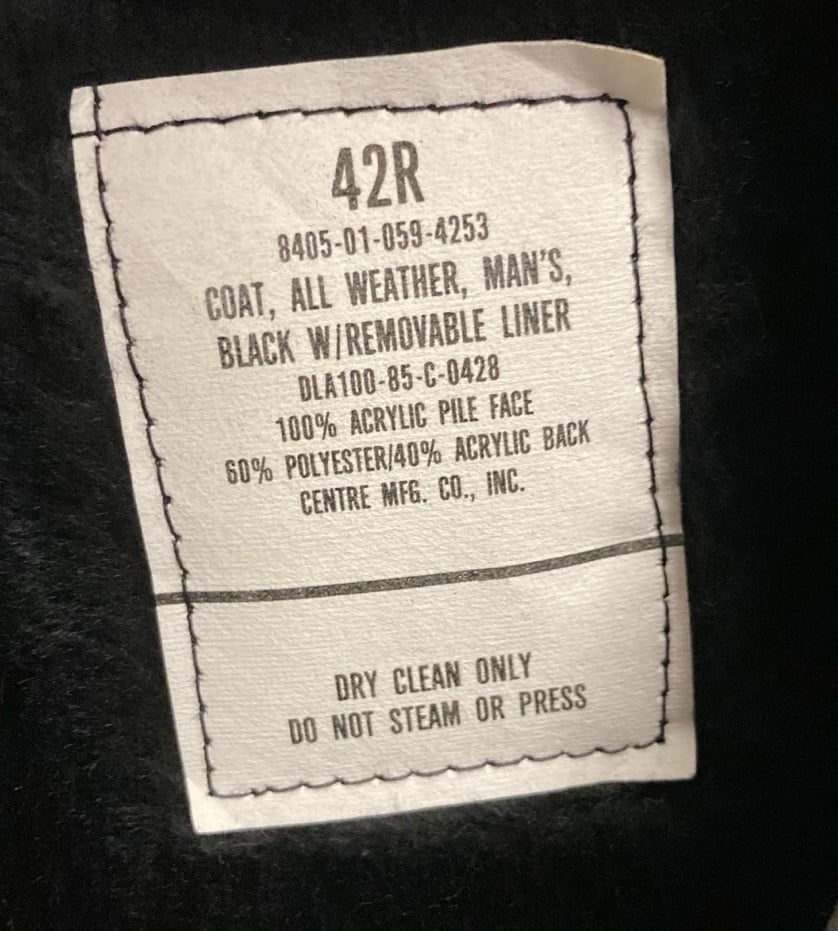 42R
8405-01-059-4253
COAT, ALL WEATHER, MAN'S,
BLACK W/REMOVABLE LINER
DLA100-85-C-0428
100% ACRYLIC PILE FACE
60% POLYESTER/40% ACRYLIC BACK
CENTRE MFG. CO., INC.
DRY CLEAN ONLY
DO NOT STEAM OR PRESS